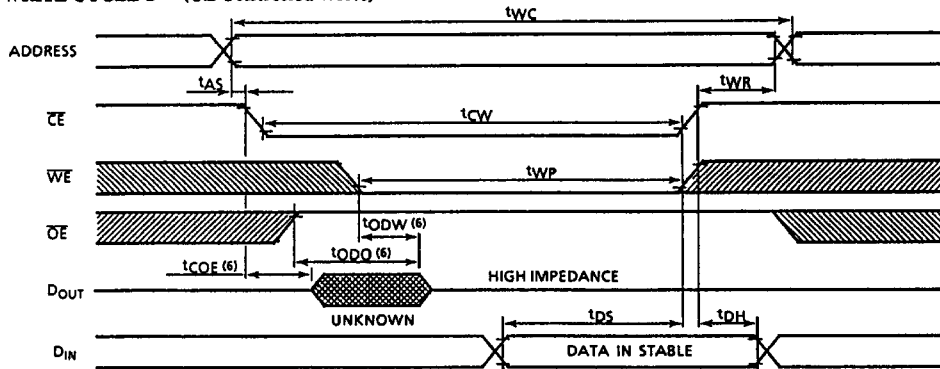 tWC
ADDRESS
tAS
tWR
CE
tCW
WE
tWP
OE
tODW (6)
tODO (6)
tCOE (6)
DOUT
HIGH IMPEDANCE
UNKNOWN
tDS
tDH
DIN
DATA IN STABLE